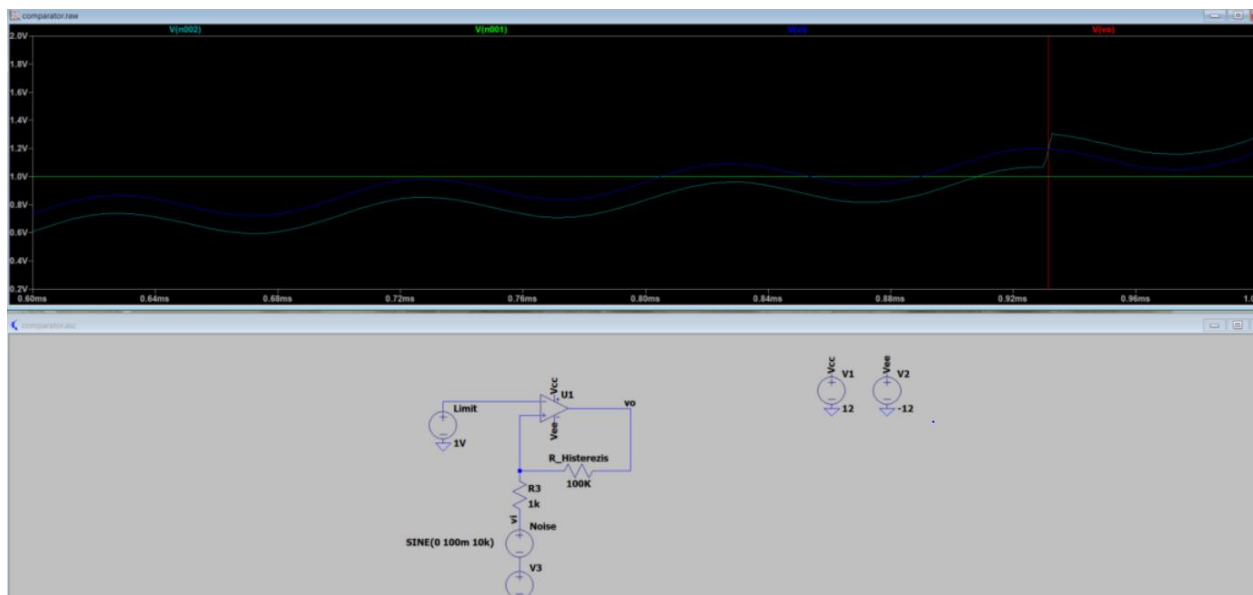 comparator.raw
V(n002) V(n001) V(vi) V(vo)
2.0V
1.8V
1.6V
1.4V
1.2V
1.0V
0.8V
0.6V
0.4V
0.2V
0.60ms 0.64ms 0.68ms 0.72ms 0.76ms 0.80ms 0.84ms 0.88ms 0.92ms 0.96ms
comparator.asc
Vcc V1 12
Vee V2 -12
Limit
1V
Vcc U1
Vee
vo
R_Histerezis
100K
R3
1k
vi
Noise
SINE(0 100m 10k)
V3